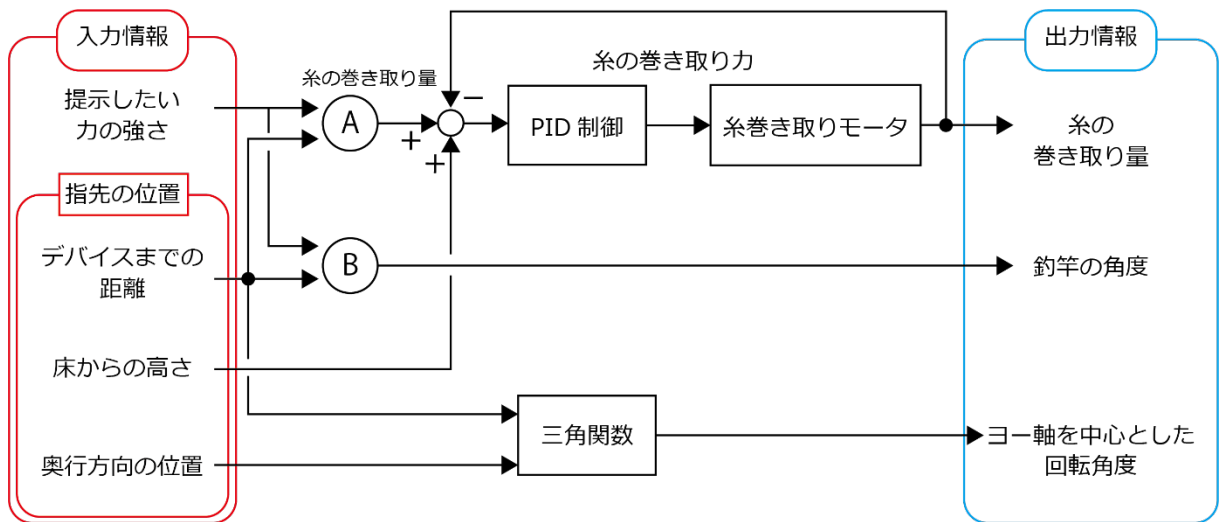 入力情報
提示したい
力の強さ
指先の位置
デバイスまでの
距離
床からの高さ
奥行方向の位置
糸の巻き取り量
A
+
−
+
B
PID 制御
糸の巻き取り力
糸巻き取りモータ
三角関数
出力情報
糸の
巻き取り量
釣竿の角度
ヨー軸を中心とした
回転角度